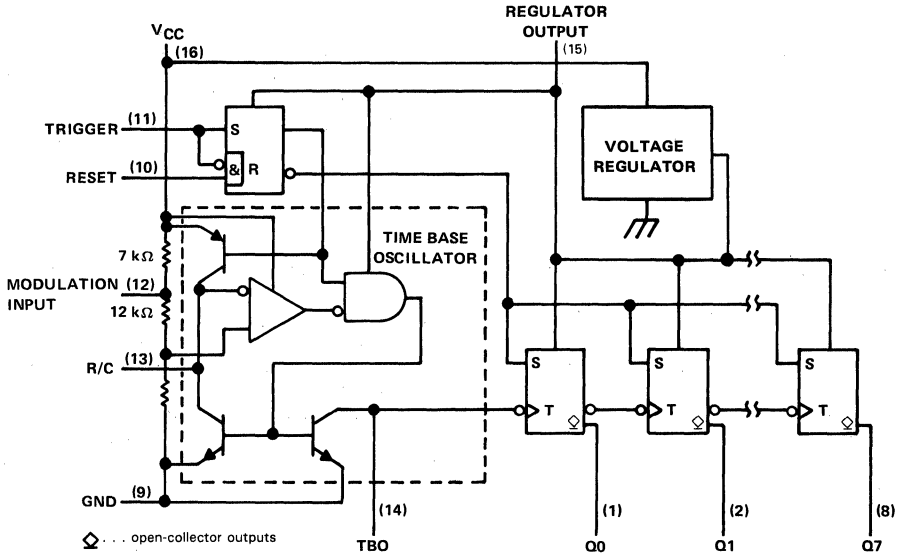 REGULATOR
OUTPUT
(15)
VCC
(16)
TRIGGER (11)
S
VOLTAGE
REGULATOR
RESET (10)
& R
TIME BASE
OSCILLATOR
7 kΩ
MODULATION (12)
INPUT
12 kΩ
R/C (13)
S
S
S
T
T
T
GND (9)
(14)
(1)
(2)
(8)
. . . open-collector outputs
TBO
Q0
Q1
Q7